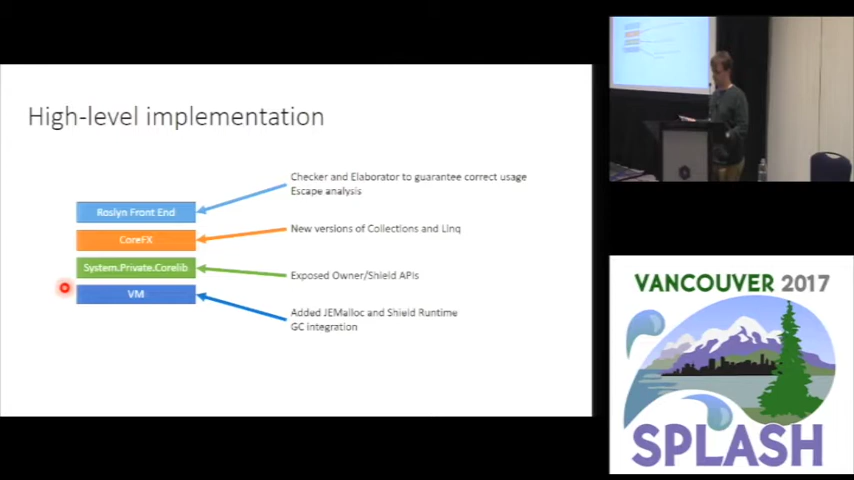 High-level implementation
Checker and Elaborator to guarantee correct usage
Escape analysis
Roslyn Front End
New versions of Collections and Linq
CoreFX
System.Private.Corelib
Exposed Owner/Shield APIs
VM
Added JEMalloc and Shield Runtime
GC integration
VANCOUVER 2017
SPLASH